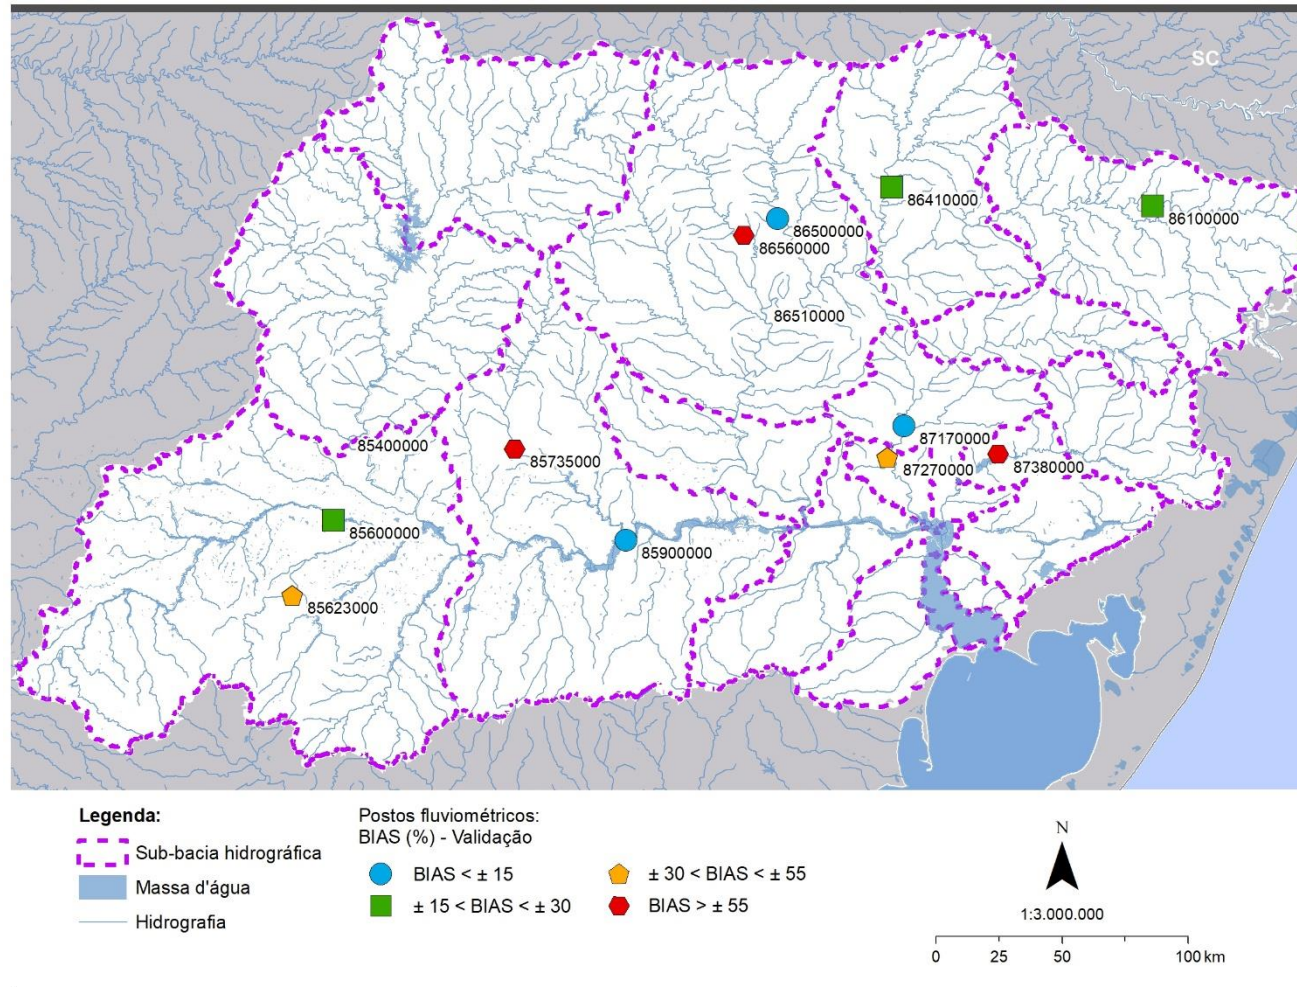 SC
86410000
86100000
86500000
86560000
86510000
85400000
85735000
87170000
87270000
87380000
85600000
85900000
85623000
Legenda:
Sub-bacia hidrográfica
Massa d'água
Hidrografia
Postos fluviométricos:
BIAS (%) - Validação
BIAS < ± 15
± 15 < BIAS < ± 30
± 30 < BIAS < ± 55
BIAS > ± 55
N
1:3.000.000
0 25 50 100 km